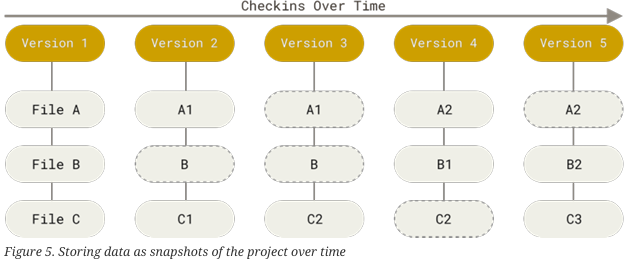 Checkins Over Time
Version 1 Version 2 Version 3 Version 4 Version 5
File A A1 A1 A2 A2
File B B B B1 B2
File C C1 C2 C2 C3
Figure 5. Storing data as snapshots of the project over time